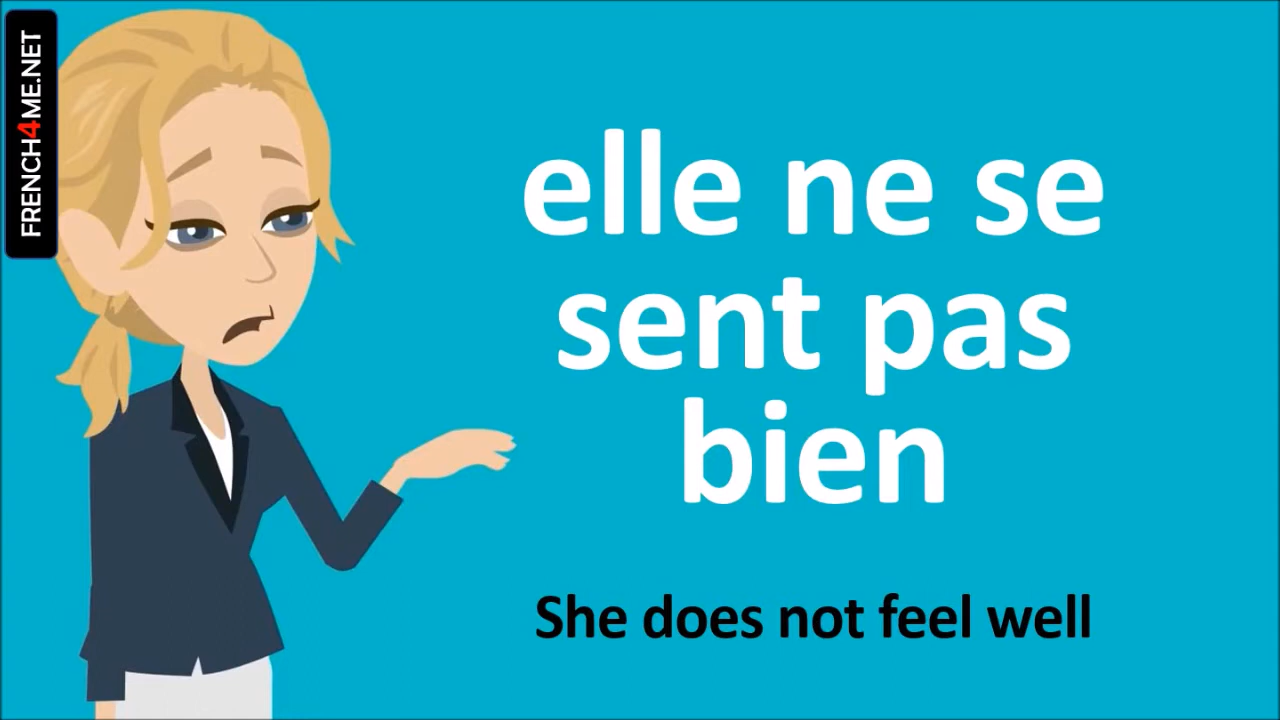 FRENCH4ME.NET
elle ne se
sent pas
bien
She does not feel well